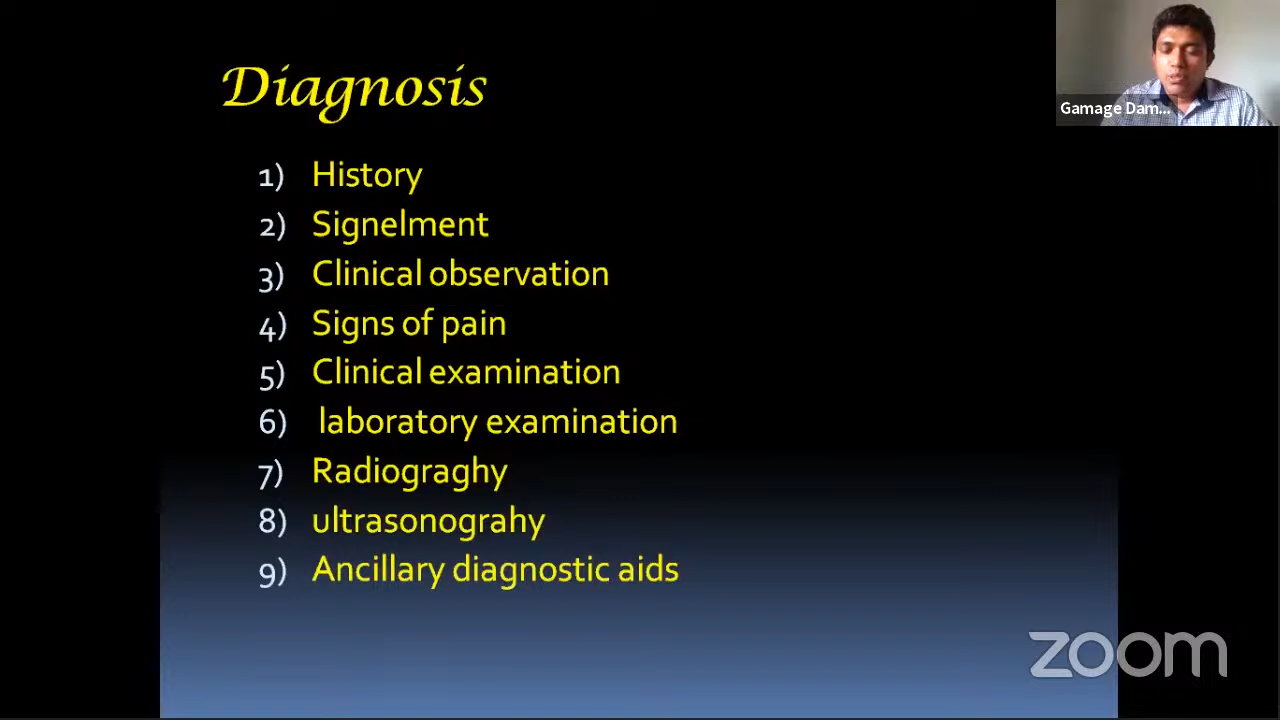 Diagnosis
Gamage Dam...
1) History
2) Signelment
3) Clinical observation
4) Signs of pain
5) Clinical examination
6) laboratory examination
7) Radiograghy
8) ultrasonograhy
9) Ancillary diagnostic aids
zoom